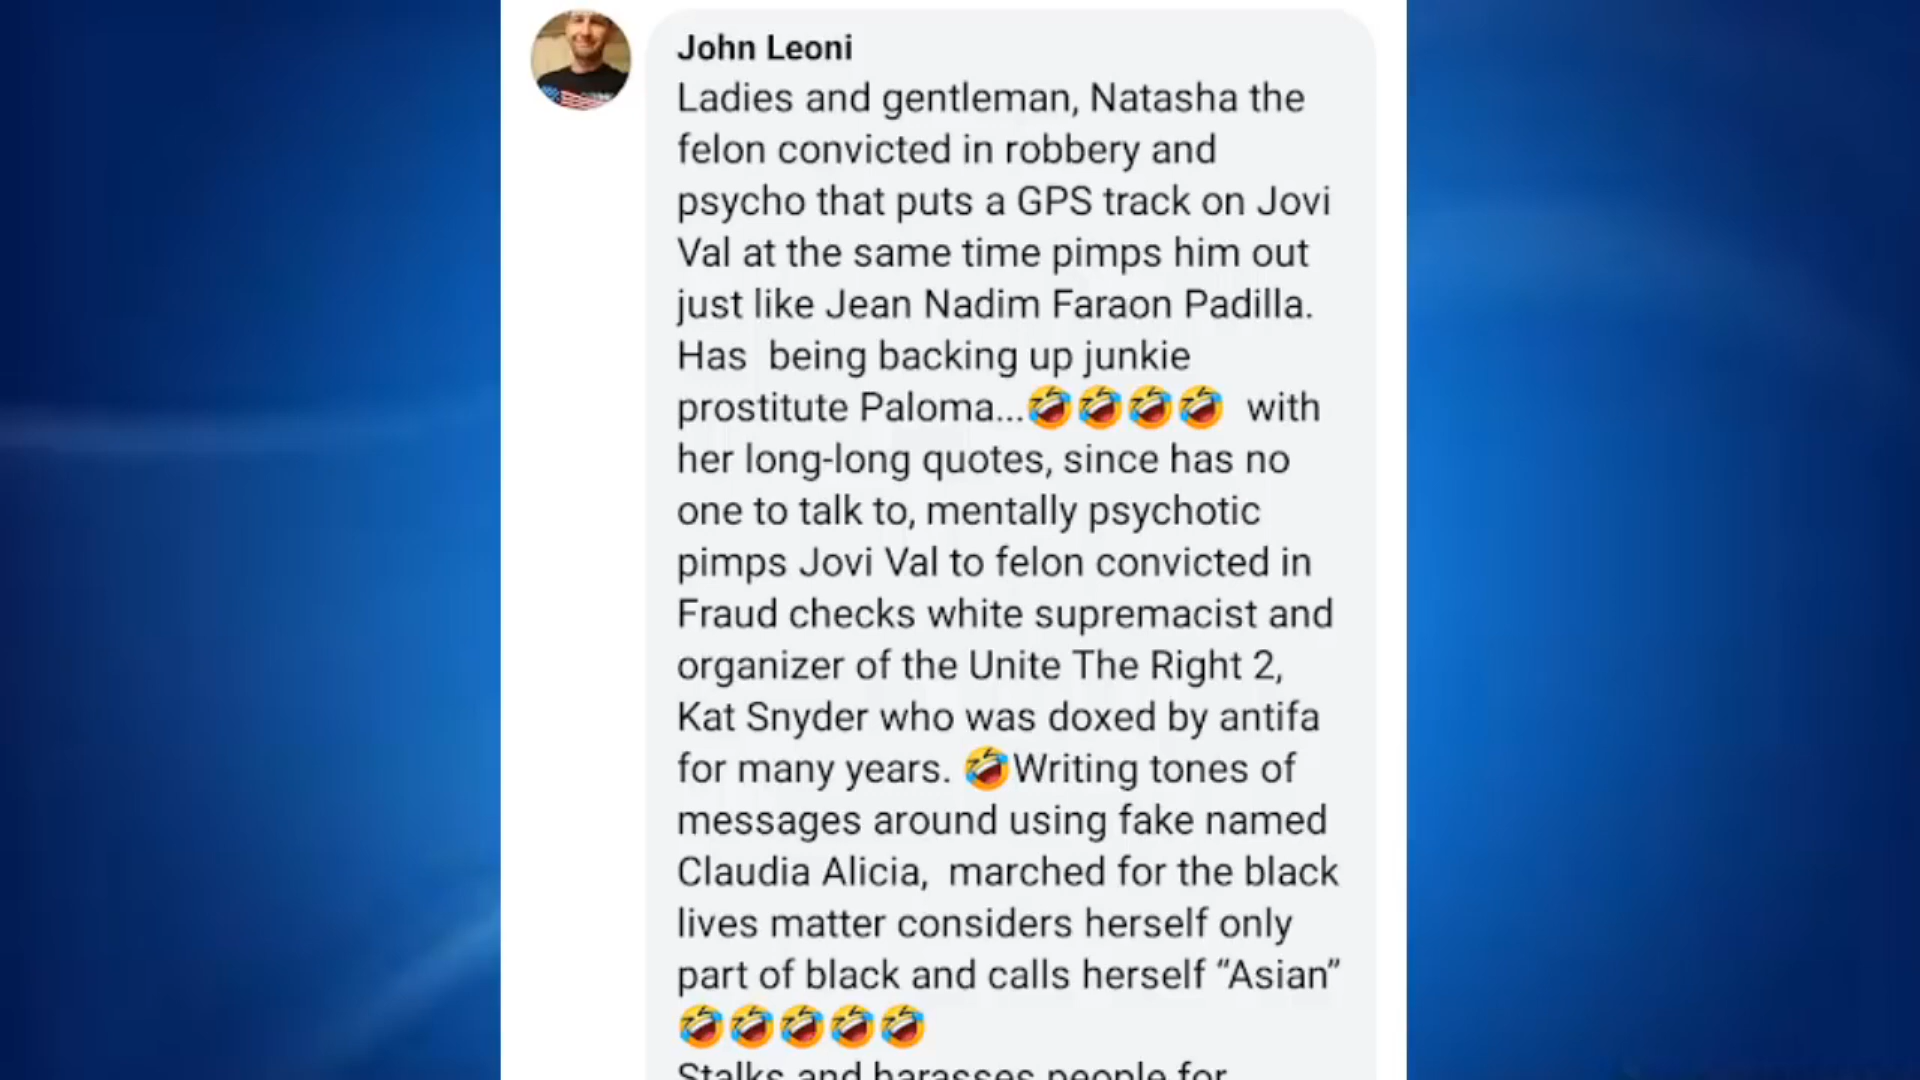 John Leoni
Ladies and gentleman, Natasha the
felon convicted in robbery and
psycho that puts a GPS track on Jovi
Val at the same time pimps him out
just like Jean Nadim Faraon Padilla.
Has  being backing up junkie
prostitute Paloma...🤣🤣🤣🤣  with
her long-long quotes, since has no
one to talk to, mentally psychotic
pimps Jovi Val to felon convicted in
Fraud checks white supremacist and
organizer of the Unite The Right 2,
Kat Snyder who was doxed by antifa
for many years. 🤣Writing tones of
messages around using fake named
Claudia Alicia,  marched for the black
lives matter considers herself only
part of black and calls herself “Asian”
🤣🤣🤣🤣🤣
Stalks and harasses people for